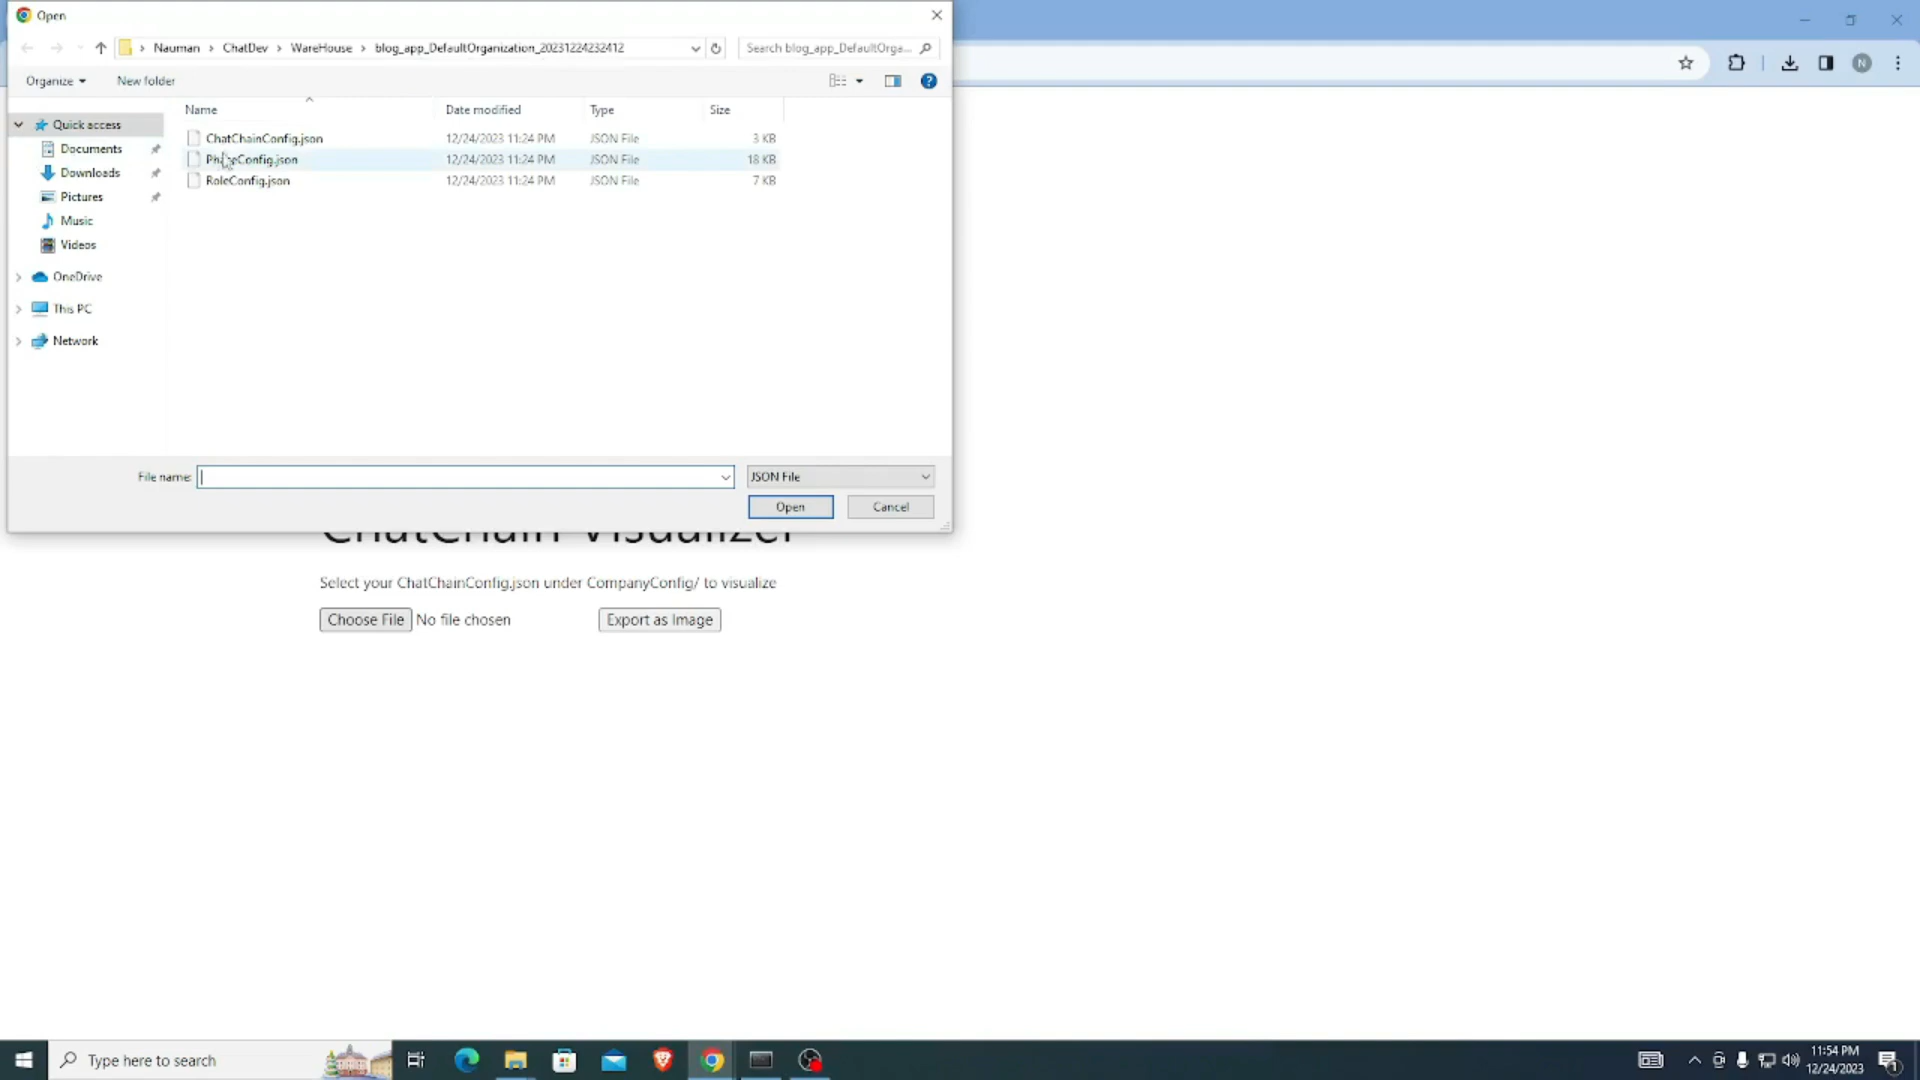 Open
Nauman › ChatDev › WareHouse › blog_app_DefaultOrganization_20231224232412
Search blog_app_DefaultOrga...
Organize
New folder
Name Date modified Type Size
Quick access
Documents
Downloads
Pictures
Music
Videos
OneDrive
This PC
Network
ChatChainConfig.json 12/24/2023 11:24 PM JSON File 3 KB
PhaseConfig.json 12/24/2023 11:24 PM JSON File 18 KB
RoleConfig.json 12/24/2023 11:24 PM JSON File 7 KB
File name:
JSON File
Open
Cancel
N
ChatChain Visualizer
Select your ChatChainConfig.json under CompanyConfig/ to visualize
Choose File No file chosen
Export as Image
Type here to search
11:54 PM
12/24/2023
1